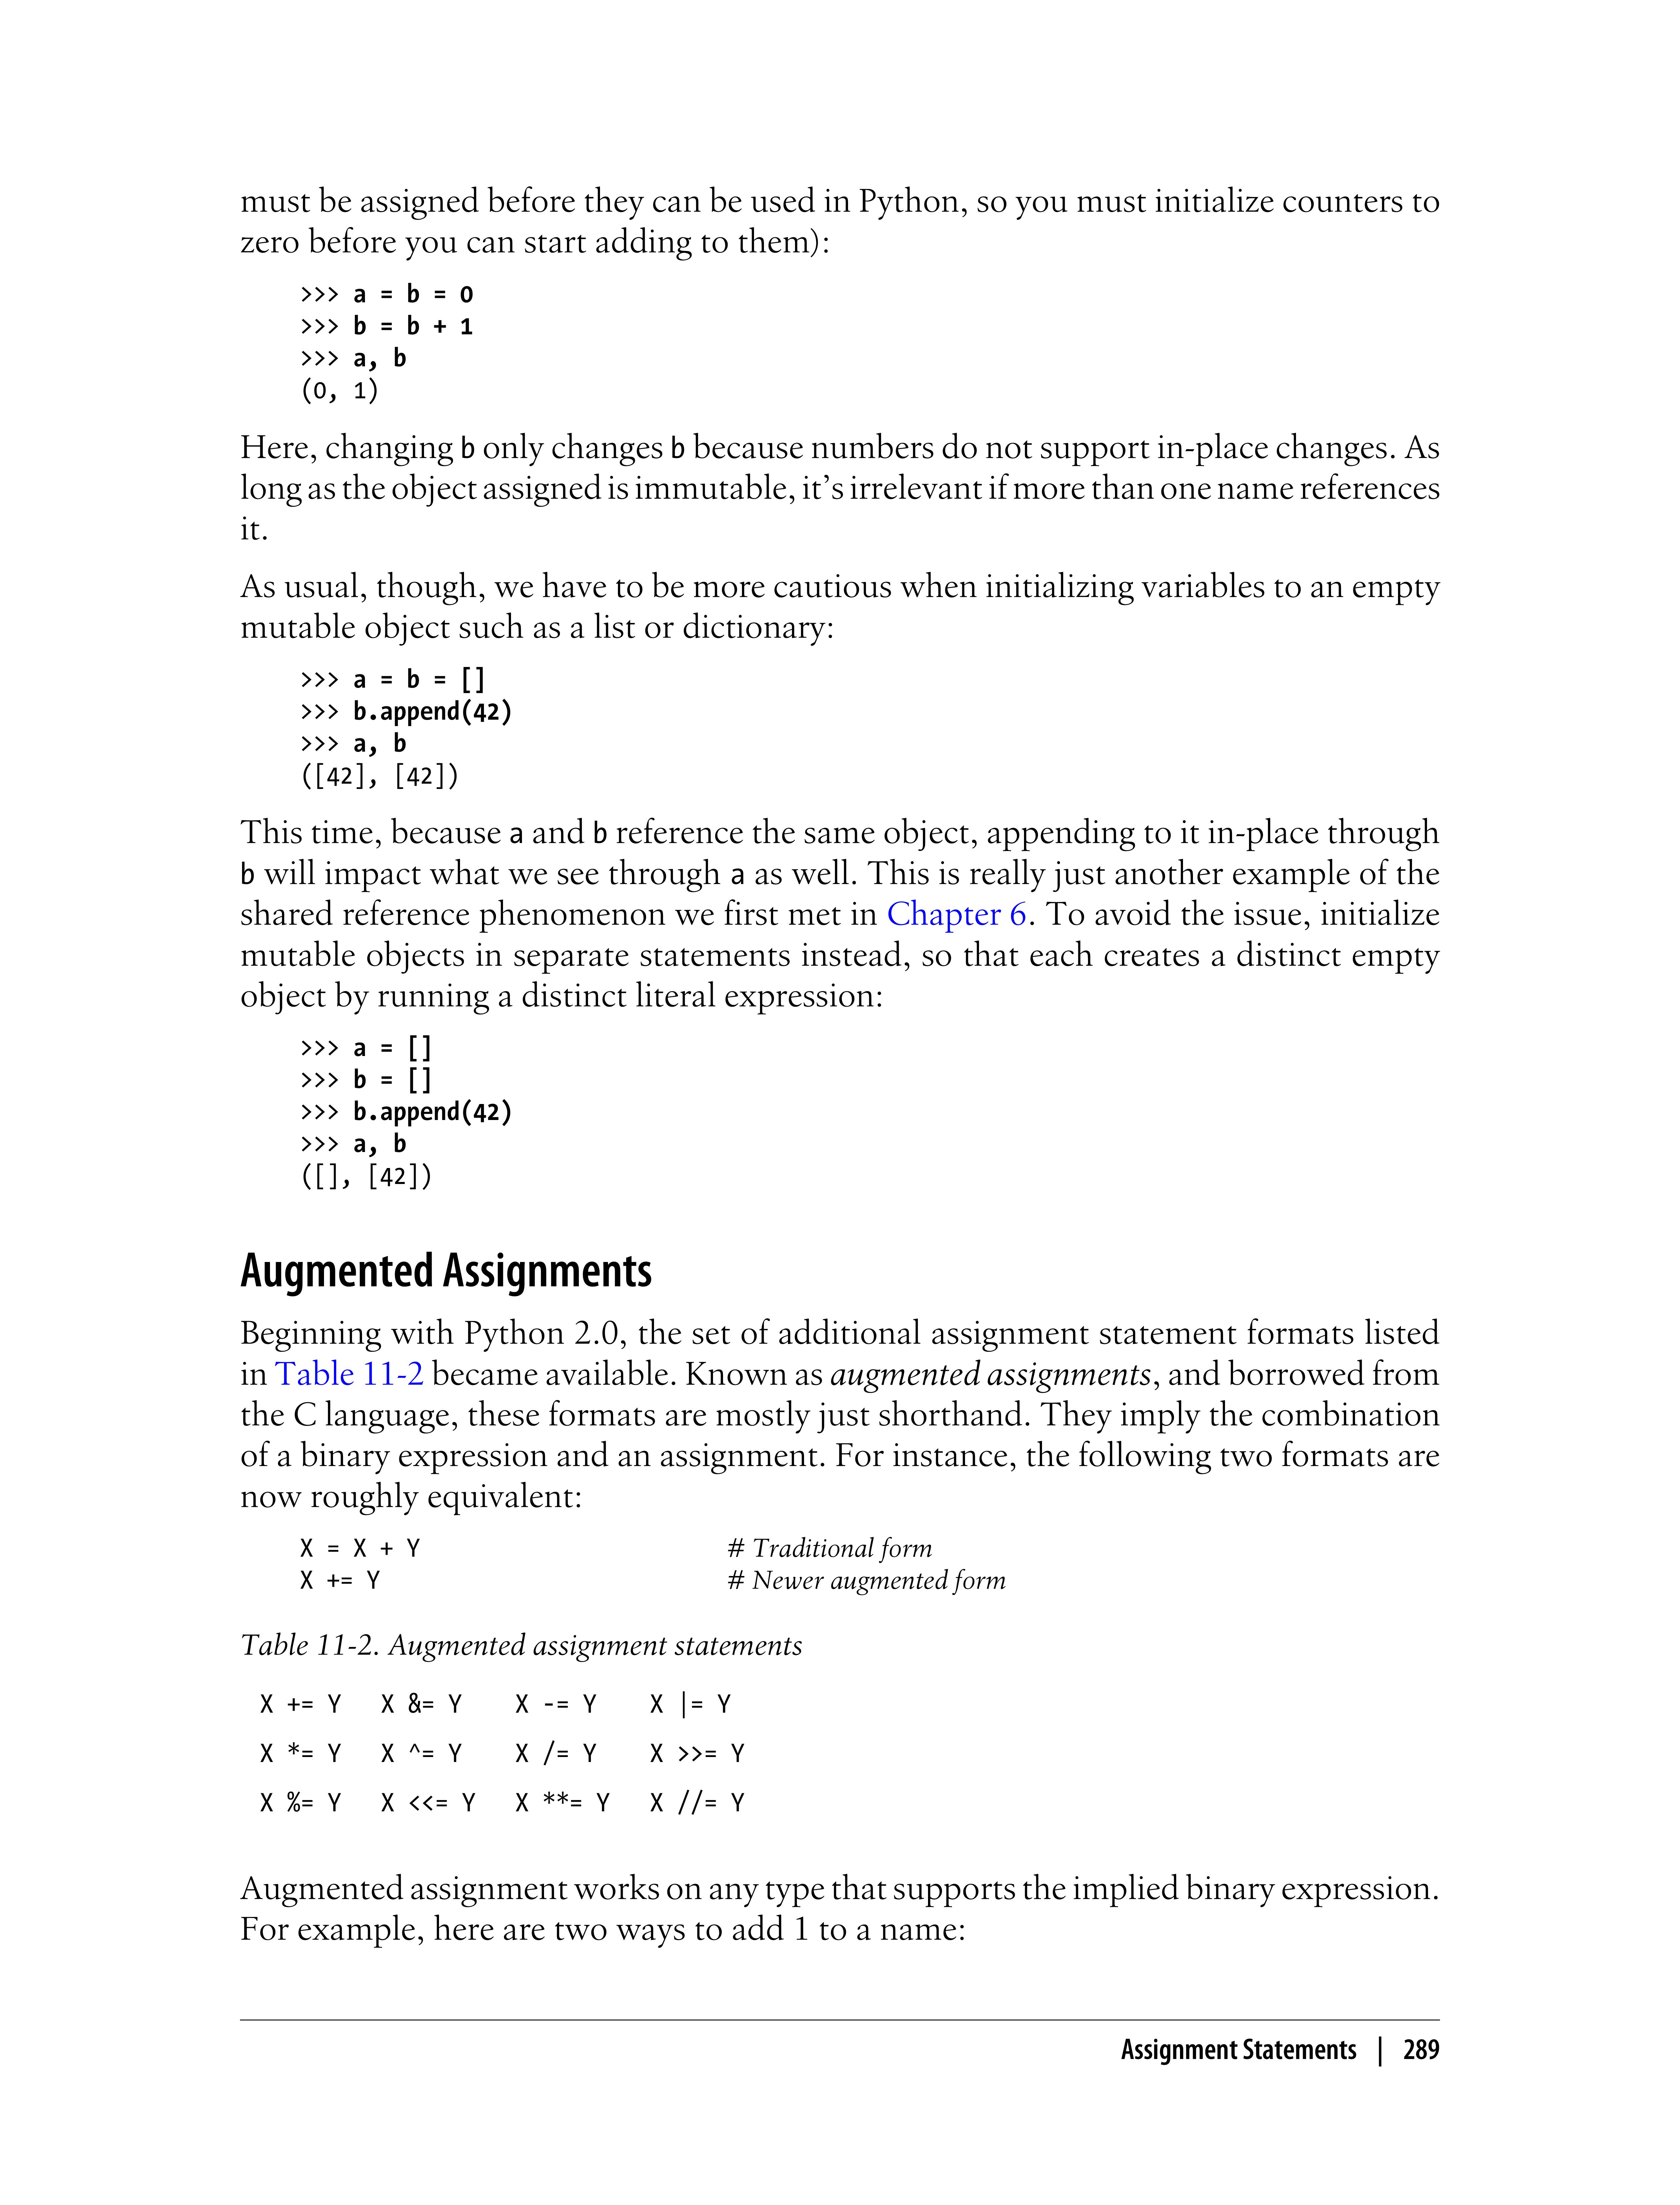 must be assigned before they can be used in Python, so you must initialize counters to
zero before you can start adding to them):
>>> a = b = 0
>>> b = b + 1
>>> a, b
(0, 1)
Here, changing b only changes b because numbers do not support in-place changes. As
long as the object assigned is immutable, it’s irrelevant if more than one name references
it.
As usual, though, we have to be more cautious when initializing variables to an empty
mutable object such as a list or dictionary:
>>> a = b = []
>>> b.append(42)
>>> a, b
([42], [42])
This time, because a and b reference the same object, appending to it in-place through
b will impact what we see through a as well. This is really just another example of the
shared reference phenomenon we first met in Chapter 6. To avoid the issue, initialize
mutable objects in separate statements instead, so that each creates a distinct empty
object by running a distinct literal expression:
>>> a = []
>>> b = []
>>> b.append(42)
>>> a, b
([], [42])
Augmented Assignments
Beginning with Python 2.0, the set of additional assignment statement formats listed
in Table 11-2 became available. Known as augmented assignments, and borrowed from
the C language, these formats are mostly just shorthand. They imply the combination
of a binary expression and an assignment. For instance, the following two formats are
now roughly equivalent:
X = X + Y # Traditional form
X += Y # Newer augmented form
Table 11-2. Augmented assignment statements
X += Y X &= Y X -= Y X |= Y
X *= Y X ^= Y X /= Y X >>= Y
X %= Y X <<= Y X **= Y X //= Y
Augmented assignment works on any type that supports the implied binary expression.
For example, here are two ways to add 1 to a name:
Assignment Statements | 289